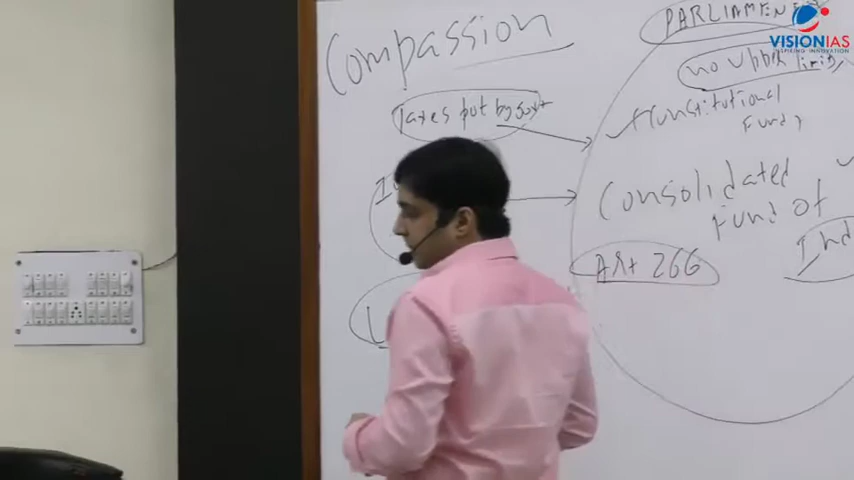 Compassion
PARLIAMENT
VISIONIAS
INSPIRING INNOVATION
no upper limit
Taxes put by govt
Constitutional
Fund,
Consolidated
Fund of
Ind
Art 266